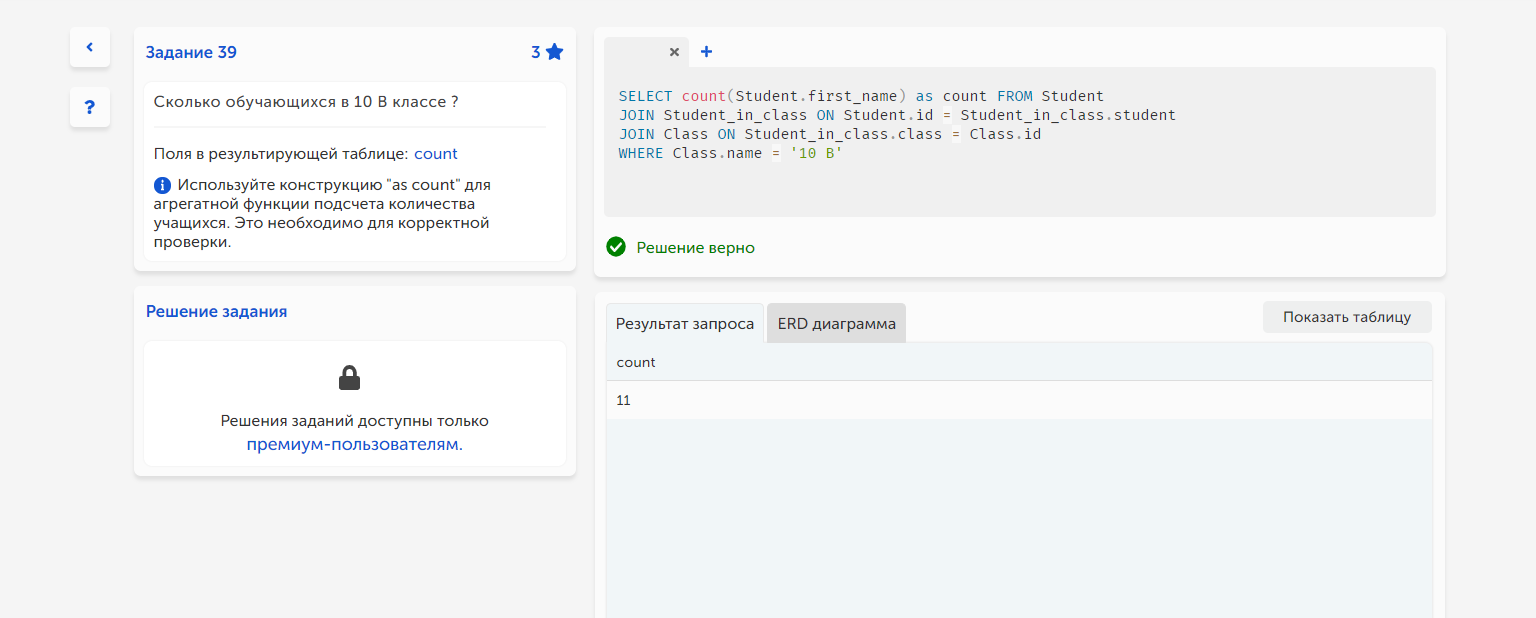 Задание 39
3
?
Сколько обучающихся в 10 B классе ?
Поля в результирующей таблице: count
Используйте конструкцию "as count" для
агрегатной функции подсчета количества
учащихся. Это необходимо для корректной
проверки.
Решение задания
Решения заданий доступны только
премиум-пользователям.
SELECT count(Student.first_name) as count FROM Student
JOIN Student_in_class ON Student.id = Student_in_class.student
JOIN Class ON Student_in_class.class = Class.id
WHERE Class.name = '10 B'
Решение верно
Результат запроса
ERD диаграмма
Показать таблицу
count
11